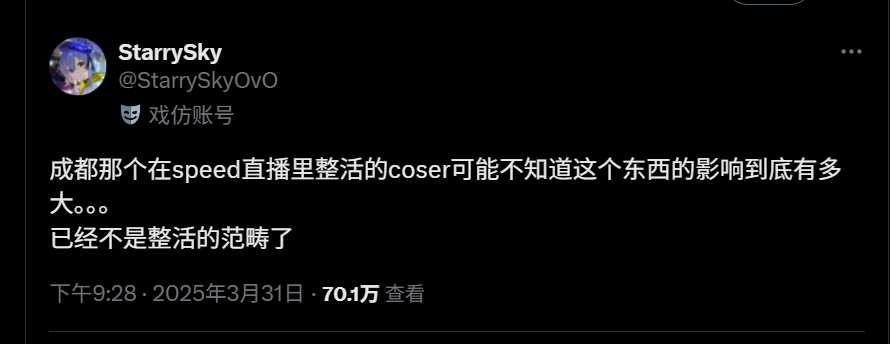 StarrySky
@StarrySkyOvO
戏仿账号
成都那个在speed直播里整活的coser可能不知道这个东西的影响到底有多
大。。。
已经不是整活的范畴了
下午9:28 · 2025年3月31日 · 70.1万 查看